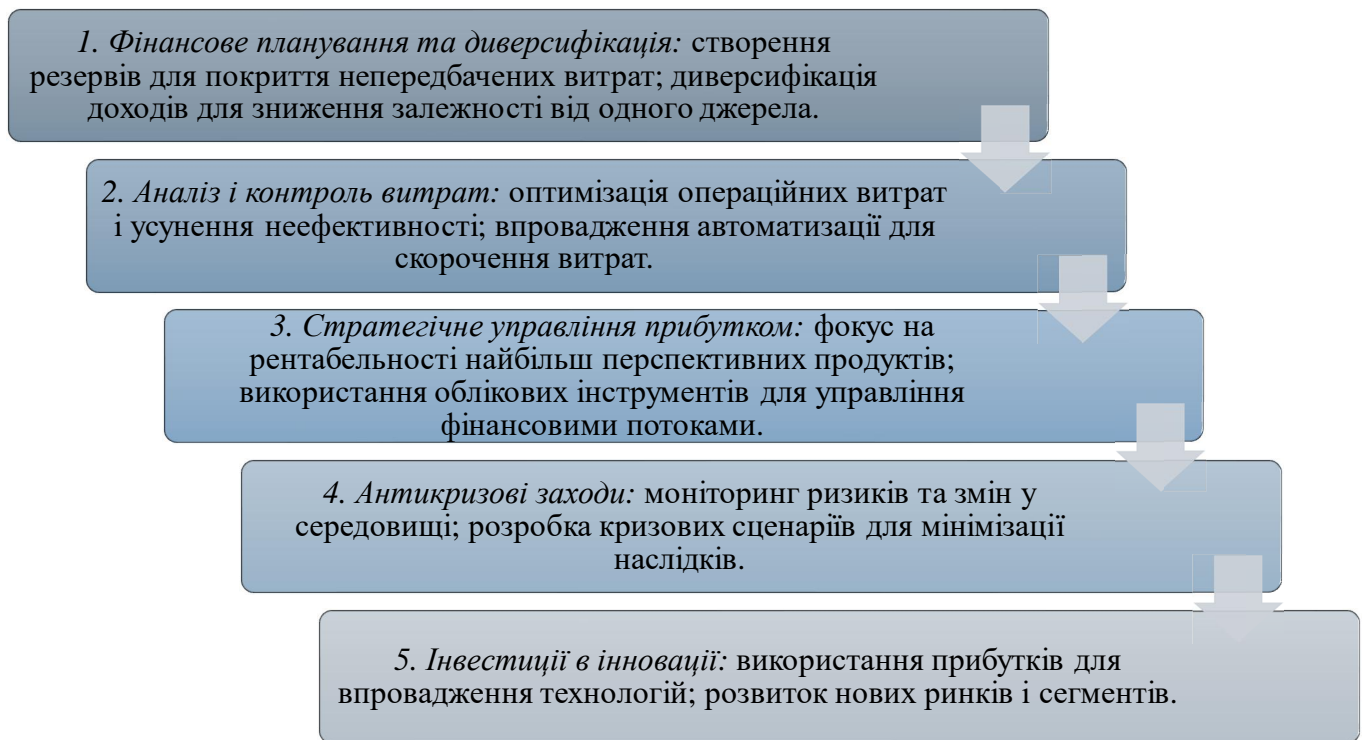 1. Фінансове планування та диверсифікація: створення
резервів для покриття непередбачених витрат; диверсифікація
доходів для зниження залежності від одного джерела.
2. Аналіз і контроль витрат: оптимізація операційних витрат
і усунення неефективності; впровадження автоматизації для
скорочення витрат.
3. Стратегічне управління прибутком: фокус на
рентабельності найбільш перспективних продуктів;
використання облікових інструментів для управління
фінансовими потоками.
4. Антикризові заходи: моніторинг ризиків та змін у
середовищі; розробка кризових сценаріїв для мінімізації
наслідків.
5. Інвестиції в інновації: використання прибутків для
впровадження технологій; розвиток нових ринків і сегментів.